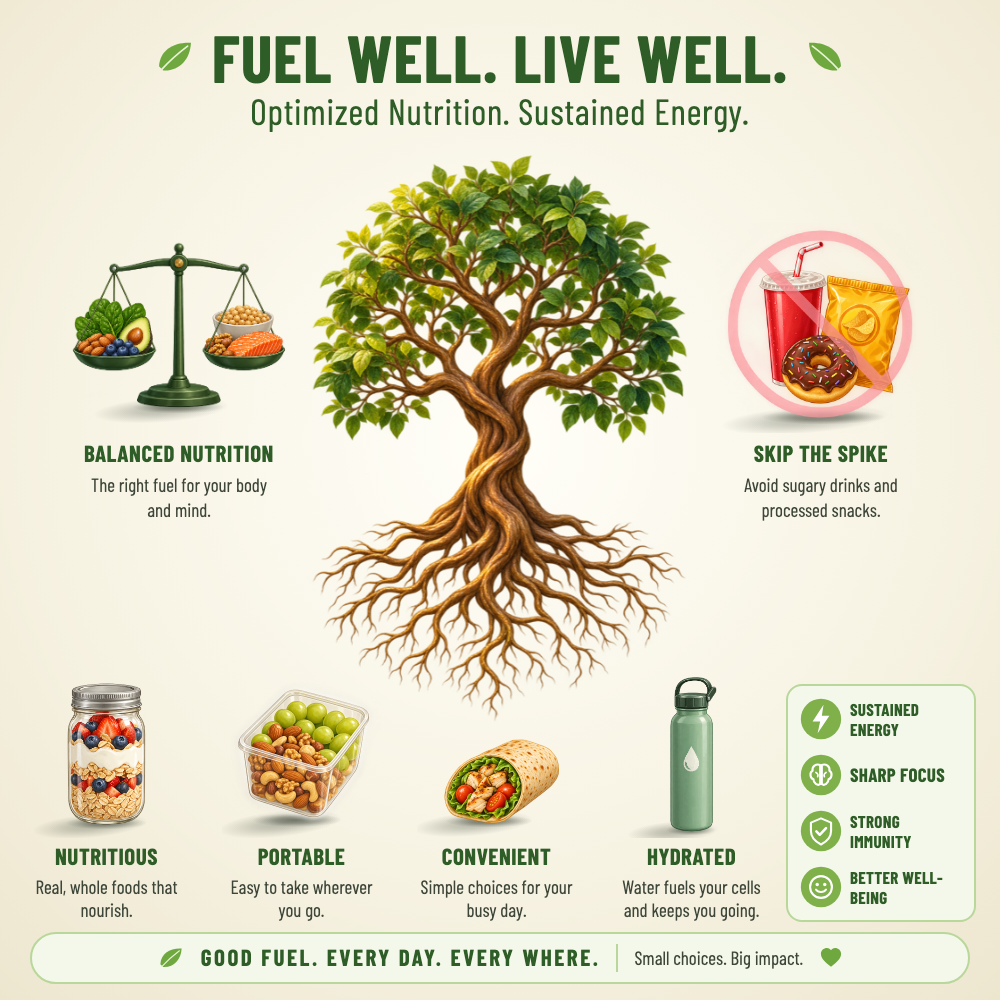 FUEL WELL. LIVE WELL.
Optimized Nutrition. Sustained Energy.
BALANCED NUTRITION
The right fuel for your body
and mind.
SKIP THE SPIKE
Avoid sugary drinks and
processed snacks.
NUTRITIOUS
Real, whole foods that
nourish.
PORTABLE
Easy to take wherever
you go.
CONVENIENT
Simple choices for your
busy day.
HYDRATED
Water fuels your cells
and keeps you going.
SUSTAINED
ENERGY
SHARP FOCUS
STRONG
IMMUNITY
BETTER WELL-
BEING
GOOD FUEL. EVERY DAY. EVERY WHERE.
Small choices. Big impact.